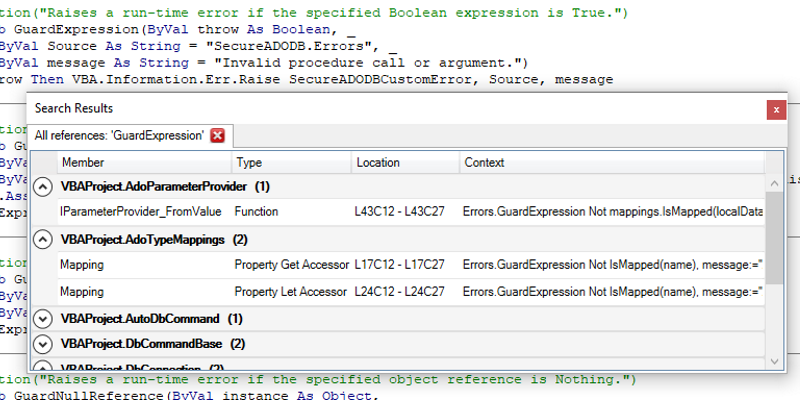 tion("Raises a run-time error if the specified Boolean expression is True.")
b GuardExpression(ByVal throw As Boolean, _
ByVal Source As String = "SecureADODB.Errors", _
ByVal message As String = "Invalid procedure call or argument.")
row Then VBA.Information.Err.Raise SecureADODBCustomError, Source, message
Search Results
All references: 'GuardExpression'
Member Type Location Context
VBAProject.AdoParameterProvider (1)
IParameterProvider_FromValue Function L43C12 - L43C27 Errors.GuardExpression Not mappings.IsMapped(localData
VBAProject.AdoTypeMappings (2)
Mapping Property Get Accessor L17C12 - L17C27 Errors.GuardExpression Not IsMapped(name), message:="
Mapping Property Let Accessor L24C12 - L24C27 Errors.GuardExpression Not IsMapped(name), message:="
VBAProject.AutoDbCommand (1)
VBAProject.DbCommandBase (2)
VBAProject.DbConnection (2)
tion("Raises a run-time error if the specified object reference is Nothing.")
b GuardNullReference(ByVal instance As Object,